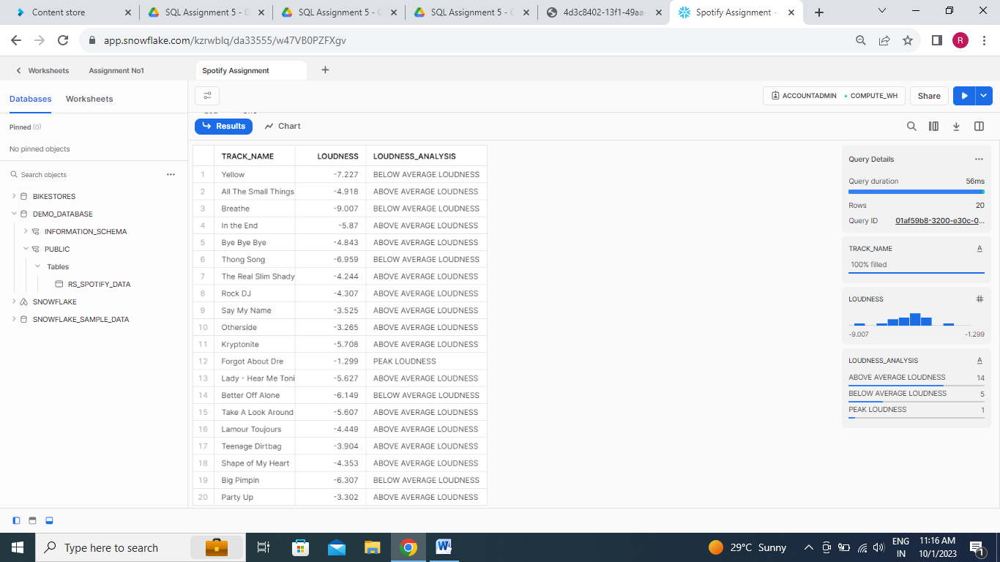 Content store
SQL Assignment 5 - G
SQL Assignment 5 - G
SQL Assignment 5 - G
4d3c8402-13f1-49aa-
Spotify Assignment -
app.snowflake.com/kzrwblq/da33555/w47VB0PZFXgv
R
Worksheets
Assignment No1
Spotify Assignment
Databases
Worksheets
ACCOUNTADMIN
COMPUTE_WH
Share
Pinned (0)
No pinned objects
Search objects
BIKESTORES
DEMO_DATABASE
INFORMATION_SCHEMA
PUBLIC
Tables
RS_SPOTIFY_DATA
SNOWFLAKE
SNOWFLAKE_SAMPLE_DATA
Results
Chart
TRACK_NAME LOUDNESS LOUDNESS_ANALYSIS
1 Yellow -7.227 BELOW AVERAGE LOUDNESS
2 All The Small Things -4.918 ABOVE AVERAGE LOUDNESS
3 Breathe -9.007 BELOW AVERAGE LOUDNESS
4 In the End -5.87 ABOVE AVERAGE LOUDNESS
5 Bye Bye Bye -4.843 ABOVE AVERAGE LOUDNESS
6 Thong Song -6.959 BELOW AVERAGE LOUDNESS
7 The Real Slim Shady -4.244 ABOVE AVERAGE LOUDNESS
8 Rock DJ -4.307 ABOVE AVERAGE LOUDNESS
9 Say My Name -3.525 ABOVE AVERAGE LOUDNESS
10 Otherside -3.265 ABOVE AVERAGE LOUDNESS
11 Kryptonite -5.708 ABOVE AVERAGE LOUDNESS
12 Forgot About Dre -1.299 PEAK LOUDNESS
13 Lady - Hear Me Toni -5.627 ABOVE AVERAGE LOUDNESS
14 Better Off Alone -6.149 BELOW AVERAGE LOUDNESS
15 Take A Look Around -5.607 ABOVE AVERAGE LOUDNESS
16 Lamour Toujours -4.449 ABOVE AVERAGE LOUDNESS
17 Teenage Dirtbag -3.904 ABOVE AVERAGE LOUDNESS
18 Shape of My Heart -4.353 ABOVE AVERAGE LOUDNESS
19 Big Pimpin -6.307 BELOW AVERAGE LOUDNESS
20 Party Up -3.302 ABOVE AVERAGE LOUDNESS
Query Details
Query duration 56ms
Rows 20
Query ID 01af59b8-3200-e30c-0...
TRACK_NAME A
100% filled
LOUDNESS #
-9.007 -1.299
LOUDNESS_ANALYSIS A
ABOVE AVERAGE LOUDNESS 14
BELOW AVERAGE LOUDNESS 5
PEAK LOUDNESS 1
Type here to search
29°C Sunny
ENG
IN
11:16 AM
10/1/2023
1